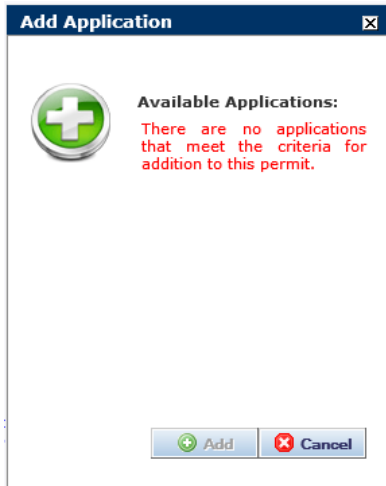 Add Application
Available Applications:
There are no applications
that meet the criteria for
addition to this permit.
Add
Cancel